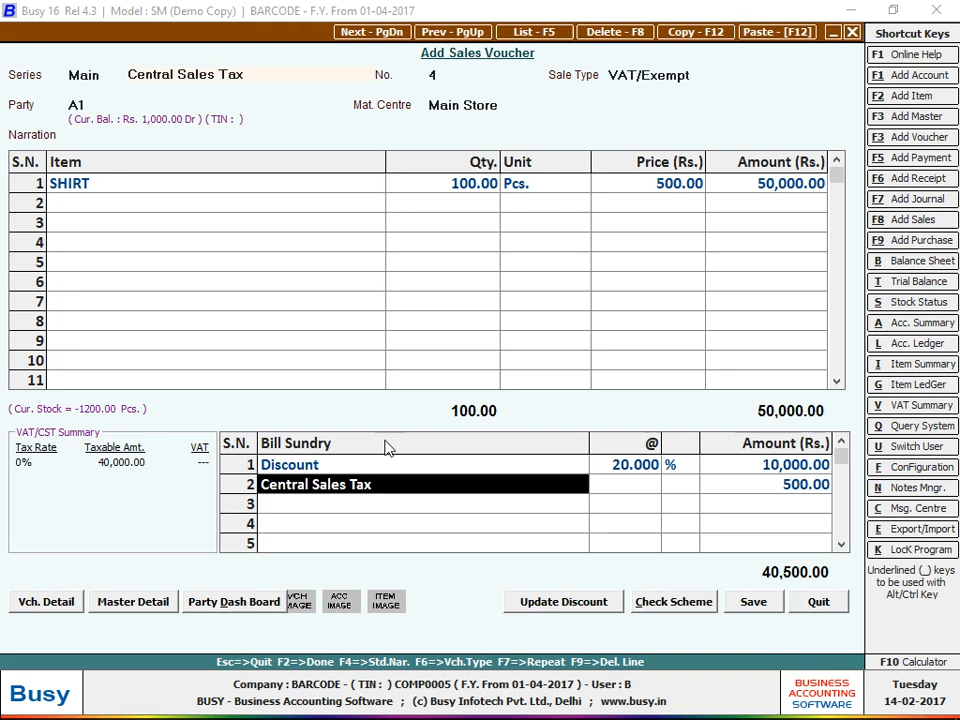 B Busy 16 Rel 4.3 | Model : SM (Demo Copy) | BARCODE - F.Y. From 01-04-2017
Next - PgDn Prev - PgUp List - F5 Delete - F8 Copy - F12 Paste - [F12]
Add Sales Voucher
Series Main Central Sales Tax No. 4 Sale Type VAT/Exempt
Party A1 Mat. Centre Main Store
( Cur. Bal. : Rs. 1,000.00 Dr ) ( TIN : )
Narration
S.N. Item Qty. Unit Price (Rs.) Amount (Rs.)
1 SHIRT 100.00 Pcs. 500.00 50,000.00
2
3
4
5
6
7
8
9
10
11
( Cur. Stock = -1200.00 Pcs. ) 100.00 50,000.00
VAT/CST Summary
Tax Rate Taxable Amt. VAT
0% 40,000.00 ---
S.N. Bill Sundry @ Amount (Rs.)
1 Discount 20.000 % 10,000.00
2 Central Sales Tax 500.00
3
4
5
40,500.00
Vch. Detail Master Detail Party Dash Board VCH IMAGE ACC IMAGE ITEM IMAGE Update Discount Check Scheme Save Quit
Esc=>Quit F2=>Done F4=>Std.Nar. F6=>Vch.Type F7=>Repeat F9=>Del. Line
Busy
Company : BARCODE - ( TIN : ) COMP0005 ( F.Y. From 01-04-2017 ) - User : B
BUSY - Business Accounting Software ; (c) Busy Infotech Pvt. Ltd., Delhi ; www.busy.in
BUSINESS
ACCOUNTING
SOFTWARE
Shortcut Keys
F1 Online Help
F1 Add Account
F2 Add Item
F3 Add Master
F3 Add Voucher
F5 Add Payment
F6 Add Receipt
F7 Add Journal
F8 Add Sales
F9 Add Purchase
B Balance Sheet
T Trial Balance
S Stock Status
A Acc. Summary
L Acc. Ledger
I Item Summary
G Item LedGer
V VAT Summary
Q Query System
U Switch User
F Configuration
N Notes Mngr.
C Msg. Centre
E Export/Import
K LocK Program
Underlined (_) keys
to be used with
Alt/Ctrl Key
F10 Calculator
Tuesday
14-02-2017